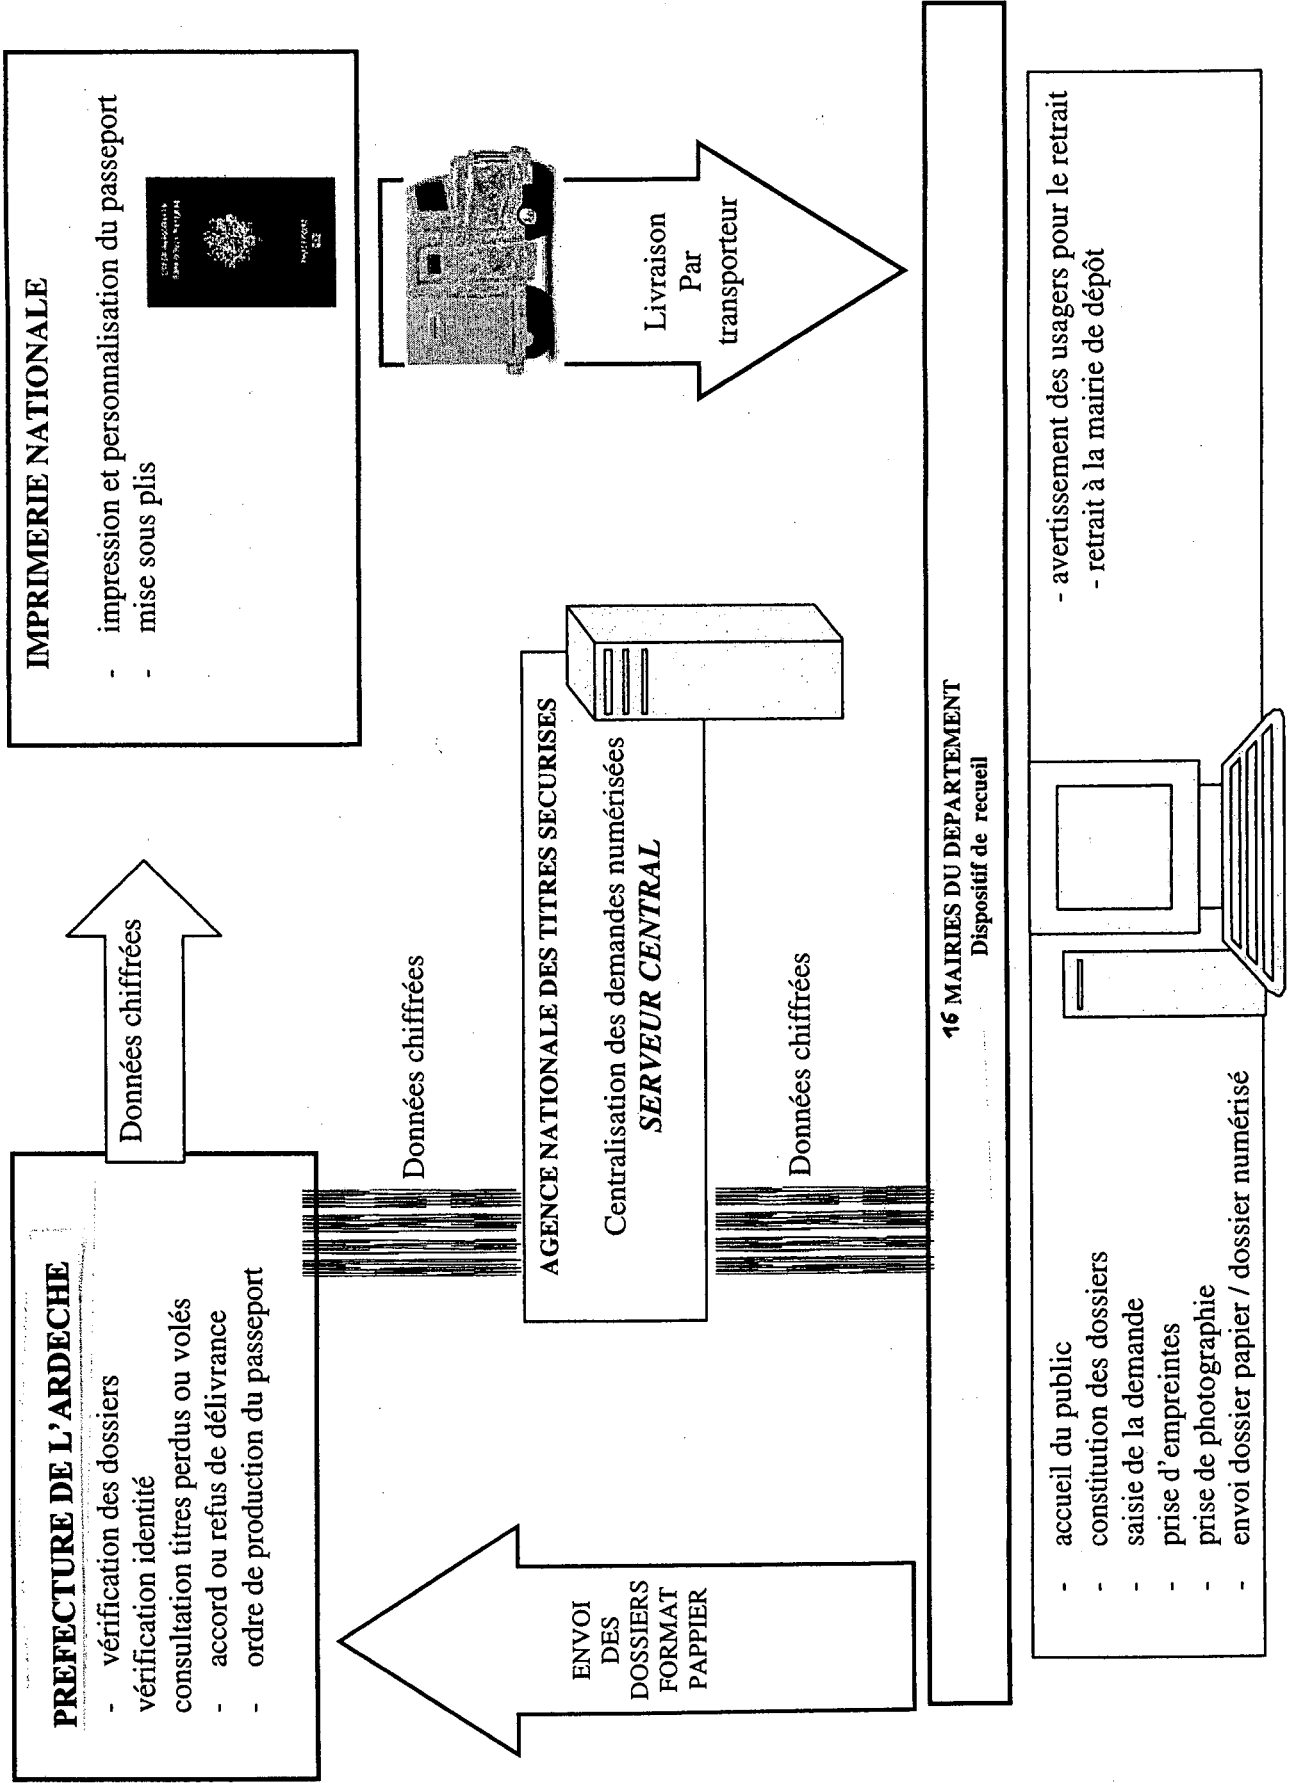 PREFECTURE DE L'ARDECHE
- vérification des dossiers
vérification identité
consultation titres perdus ou volés
- accord ou refus de délivrance
- ordre de production du passeport
Données chiffrées
IMPRIMERIE NATIONALE
- impression et personnalisation du passeport
- mise sous plis
Données chiffrées
ENVOI
DES
DOSSIERS
FORMAT
PAPPIER
AGENCE NATIONALE DES TITRES SECURISES
Centralisation des demandes numérisées
SERVEUR CENTRAL
Livraison
Par
transporteur
Données chiffrées
16 MAIRIES DU DEPARTEMENT
Dispositif de recueil
- accueil du public
- constitution des dossiers
- saisie de la demande
- prise d'empreintes
- prise de photographie
- envoi dossier papier / dossier numérisé
- avertissement des usagers pour le retrait
- retrait à la mairie de dépôt